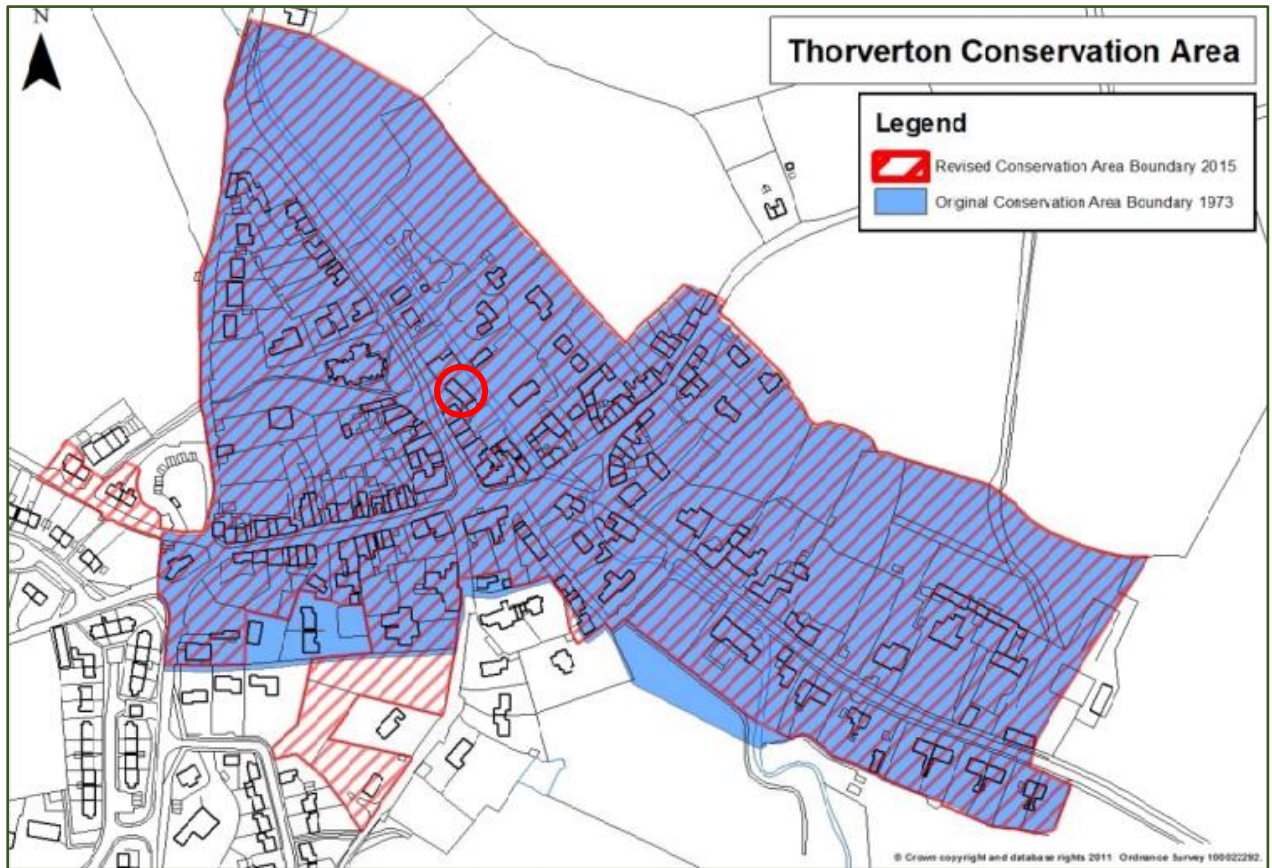 N
Thorverton Conservation Area
Legend
Revised Conservation Area Boundary 2015
Original Conservation Area Boundary 1973
© Crown copyright and database rights 2011 Ordnance Survey 100022292.